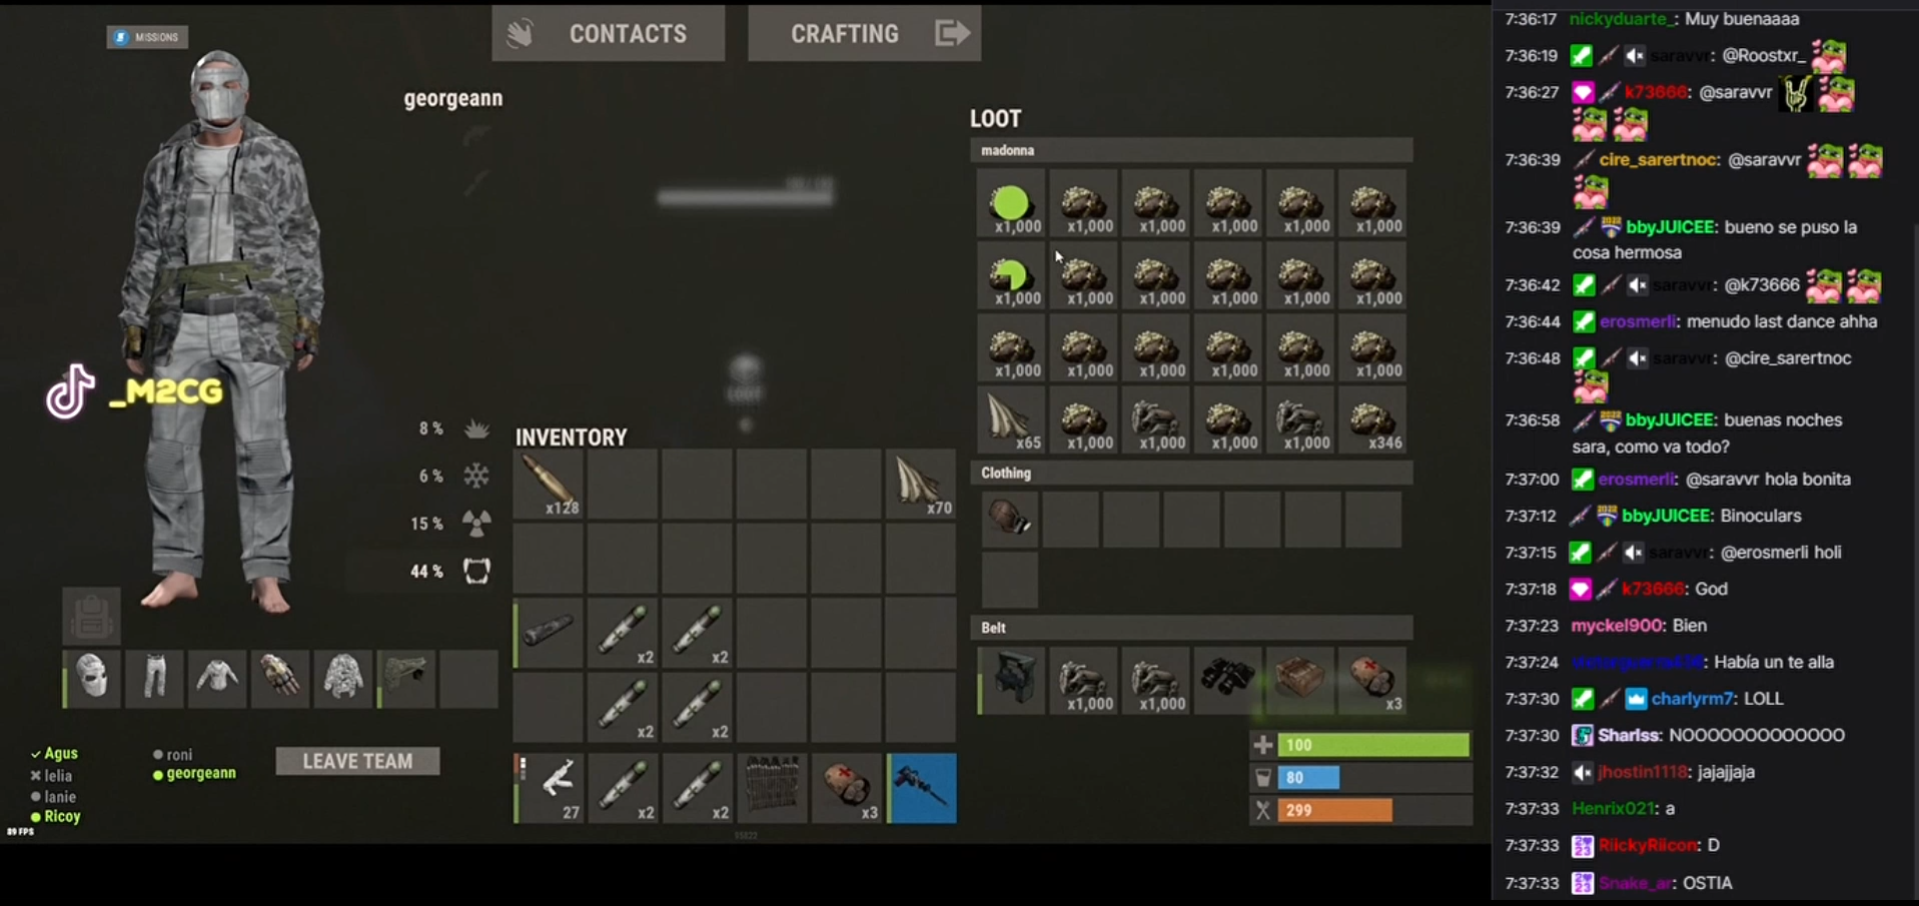 MISSIONS
CONTACTS
CRAFTING
georgeann
_M2CG
8 %
6 %
15 %
44 %
LEAVE TEAM
Agus
lelia
lanie
Ricoy
roni
georgeann
89 FPS
INVENTORY
x128
x70
x2
x2
x2
x2
27
x2
x2
x3
LOOT
madonna
x1,000 x1,000 x1,000 x1,000 x1,000 x1,000
x1,000 x1,000 x1,000 x1,000 x1,000 x1,000
x1,000 x1,000 x1,000 x1,000 x1,000 x1,000
x65 x1,000 x1,000 x1,000 x1,000 x346
Clothing
Belt
x1,000 x1,000 x3
100
80
299
7:36:17 nickyduarte_: Muy buenaaaa
7:36:19 saravvr: @Roostxr_
7:36:27 k73666: @saravvr
7:36:39 cire_sarertnoc: @saravvr
7:36:39 bbyJUICEE: bueno se puso la
cosa hermosa
7:36:42 saravvr: @k73666
7:36:44 erosmerli: menudo last dance ahha
7:36:48 saravvr: @cire_sarertnoc
7:36:58 bbyJUICEE: buenas noches
sara, como va todo?
7:37:00 erosmerli: @saravvr hola bonita
7:37:12 bbyJUICEE: Binoculars
7:37:15 saravvr: @erosmerli holi
7:37:18 k73666: God
7:37:23 myckel900: Bien
7:37:24 Había un te alla
7:37:30 charlyrm7: LOLL
7:37:30 Sharlss: NOOOOOOOOOOOOO
7:37:32 jhostin1118: jajajjaja
7:37:33 Henrix021: a
7:37:33 RiickyRiicon: D
7:37:33 Snake_ar: OSTIA